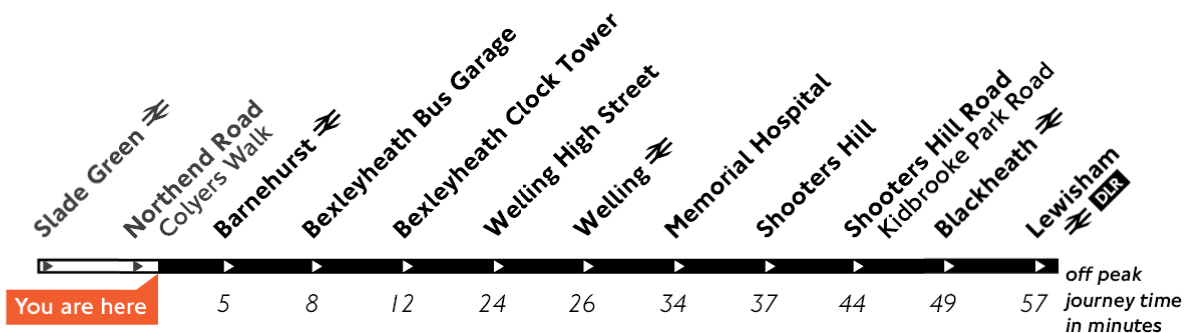 Slade Green
Northend Road
Colyers Walk
Barnehurst
Bexleyheath Bus Garage
Bexleyheath Clock Tower
Welling High Street
Welling
Memorial Hospital
Shooters Hill
Shooters Hill Road
Kidbrooke Park Road
Blackheath
Lewisham
DLR
You are here
5 8 12 24 26 34 37 44 49 57
off peak
journey time
in minutes